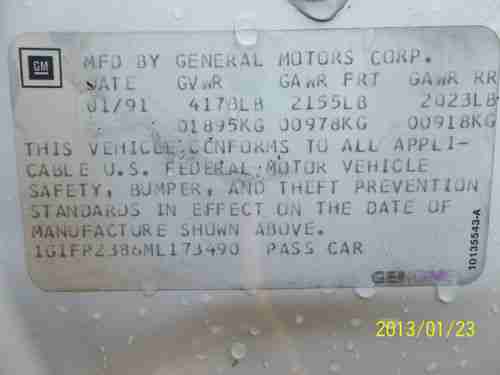 GM
MFD BY GENERAL MOTORS CORP.
DATE GVWR GAWR FRT GAWR RR
01/91 4178LB 2155LB 2023LB
01895KG 00978KG 00918KG
THIS VEHICLE CONFORMS TO ALL APPLI-
CABLE U.S. FEDERAL MOTOR VEHICLE
SAFETY, BUMPER, AND THEFT PREVENTION
STANDARDS IN EFFECT ON THE DATE OF
MANUFACTURE SHOWN ABOVE.
1G1FP2386ML173490 PASS CAR
10135543-A
2013/01/23